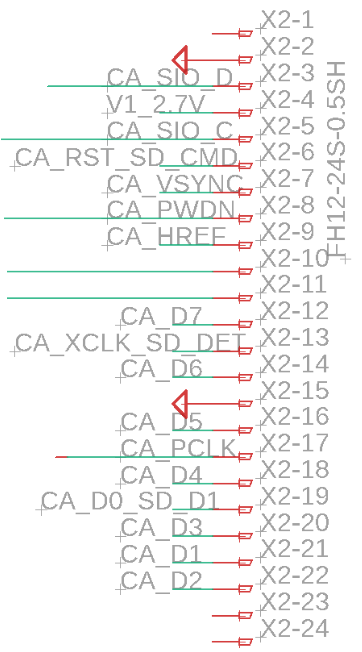 X2-1
X2-2
CA_SIO_D X2-3
V1_2.7V X2-4
CA_SIO_C X2-5
CA_RST_SD_CMD X2-6
CA_VSYNC X2-7
CA_PWDN X2-8
CA_HREF X2-9
X2-10
X2-11
CA_D7 X2-12
CA_XCLK_SD_DET X2-13
CA_D6 X2-14
X2-15
CA_D5 X2-16
CA_PCLK X2-17
CA_D4 X2-18
CA_D0_SD_D1 X2-19
CA_D3 X2-20
CA_D1 X2-21
CA_D2 X2-22
X2-23
X2-24
FH12-24S-0.5SH